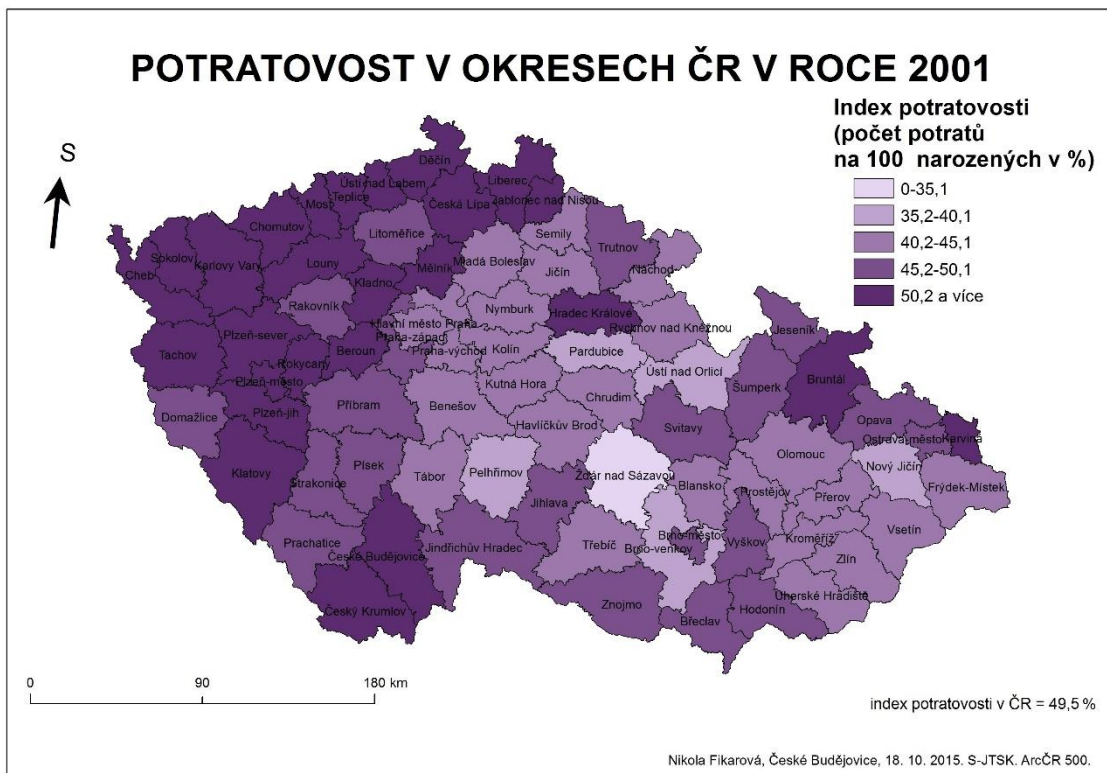 POTRATOVOST V OKRESECH ČR V ROCE 2001
Index potratovosti
(počet potratů
na 100 narozených v %)
0-35,1
35,2-40,1
40,2-45,1
45,2-50,1
50,2 a více
S
Děčín
Ústí nad Labem
Liberec
Teplice
Most
Česká Lípa
Jablonec nad Nisou
Chomutov
Litoměřice
Semily
Trutnov
Sokolov
Karlovy Vary
Cheb
Louny
Mělník
Mladá Boleslav
Jičín
Náchod
Kladno
Rakovník
Nymburk
Hradec Králové
Rychnov nad Kněžnou
Jeseník
Hlavní město Praha
Praha-západ
Praha-východ
Plzeň-sever
Tachov
Rokycany
Beroun
Kolín
Pardubice
Ústí nad Orlicí
Šumperk
Bruntál
Plzeň-město
Plzeň-jih
Domažlice
Příbram
Benešov
Kutná Hora
Chrudim
Svitavy
Opava
Ostrava-město
Karviná
Havlíčkův Brod
Klatovy
Strakonice
Písek
Tábor
Pelhřimov
Žďár nad Sázavou
Blansko
Olomouc
Nový Jičín
Frýdek-Místek
Jihlava
Prostějov
Přerov
Prachatice
České Budějovice
Jindřichův Hradec
Třebíč
Brno-město
Brno-venkov
Vyškov
Kroměříž
Vsetín
Zlín
Český Krumlov
Znojmo
Břeclav
Hodonín
Uherské Hradiště
0 90 180 km
index potratovosti v ČR = 49,5 %
Nikola Fikarová, České Budějovice, 18. 10. 2015. S-JTSK. ArcČR 500.